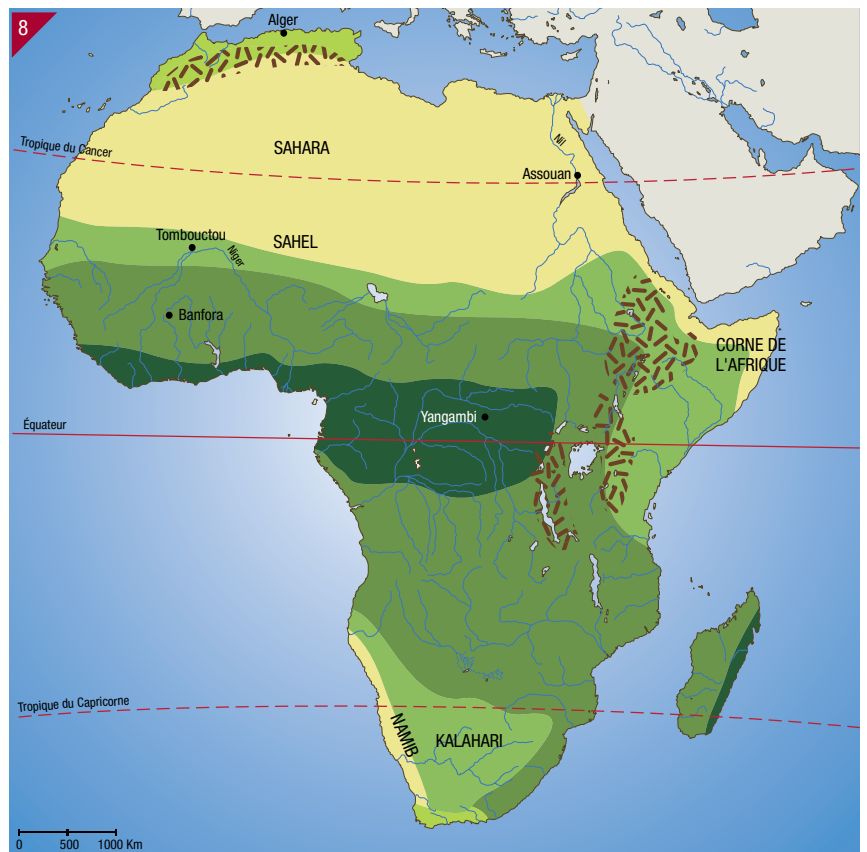 8
Alger
Tropique du Cancer
SAHARA
Nil
Assouan
Tombouctou
Niger
SAHEL
Banfora
CORNE DE
L'AFRIQUE
Yangambi
Équateur
Tropique du Capricorne
NAMIB
KALAHARI
0 500 1000 Km